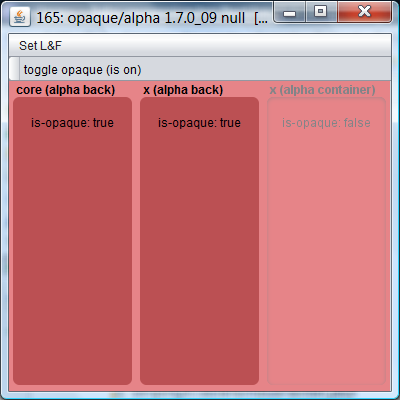 165: opaque/alpha 1.7.0_09 null [...
Set L&F
toggle opaque (is on)
core (alpha back) x (alpha back) x (alpha container)
is-opaque: true is-opaque: true is-opaque: false